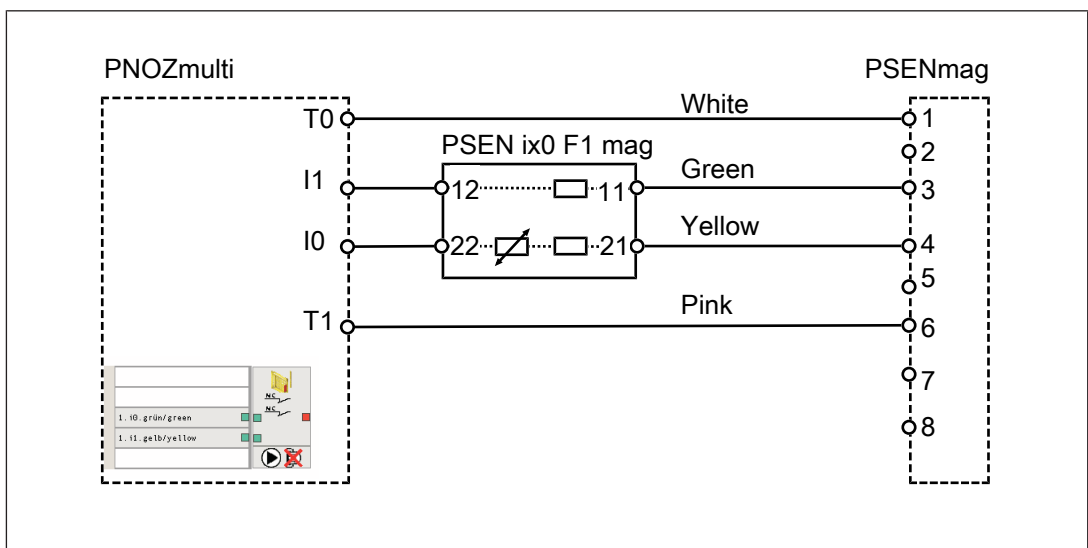 PNOZmulti PSENmag
T0 White 1
PSEN ix0 F1 mag 2
I1 12 11 Green 3
I0 22 21 Yellow 4
5
T1 Pink 6
7
8
NC
NC
1. i0.grün/green
1. i1.gelb/yellow